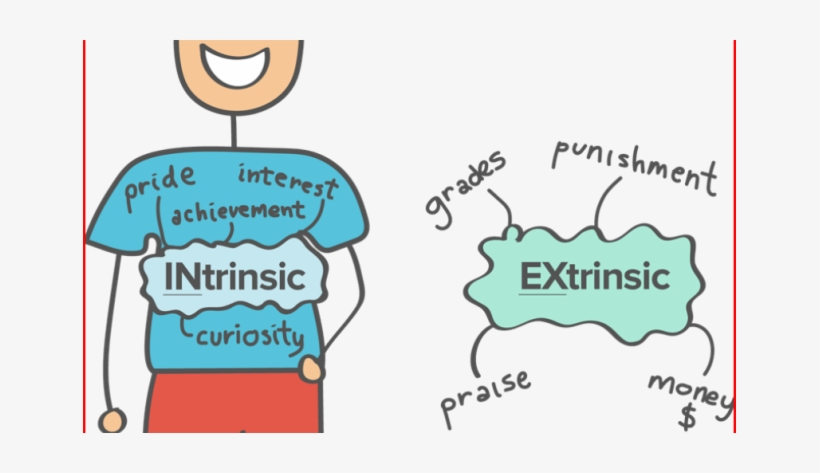 pride
interest
achievement
INtrinsic
curiosity
grades
punishment
EXtrinsic
praise
money
$